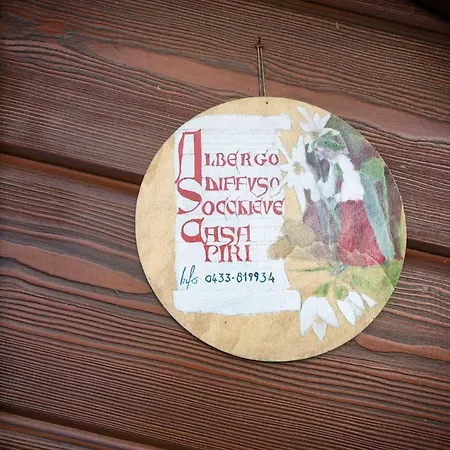 ALBERGO
DIFFUSO
SOCCHIEVE
CASA
PIRI
Info 0433-819934